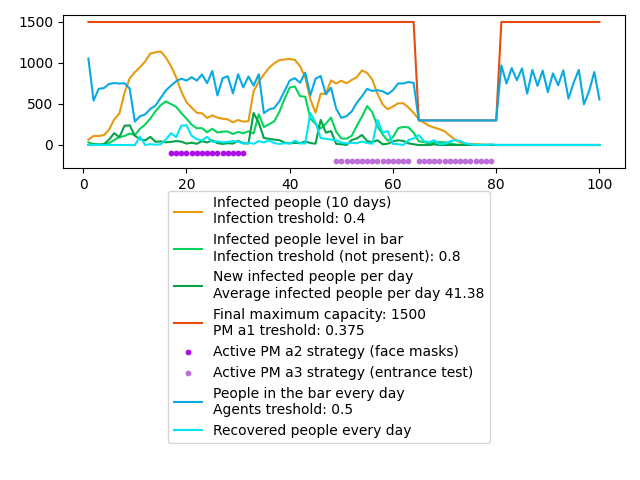 1500
1000
500
0
0
20
40
60
80
100
Infected people (10 days)
Infection treshold: 0.4
Infected people level in bar
Infection treshold (not present): 0.8
New infected people per day
Average infected people per day 41.38
Final maximum capacity: 1500
PM a1 treshold: 0.375
Active PM a2 strategy (face masks)
Active PM a3 strategy (entrance test)
People in the bar every day
Agents treshold: 0.5
Recovered people every day